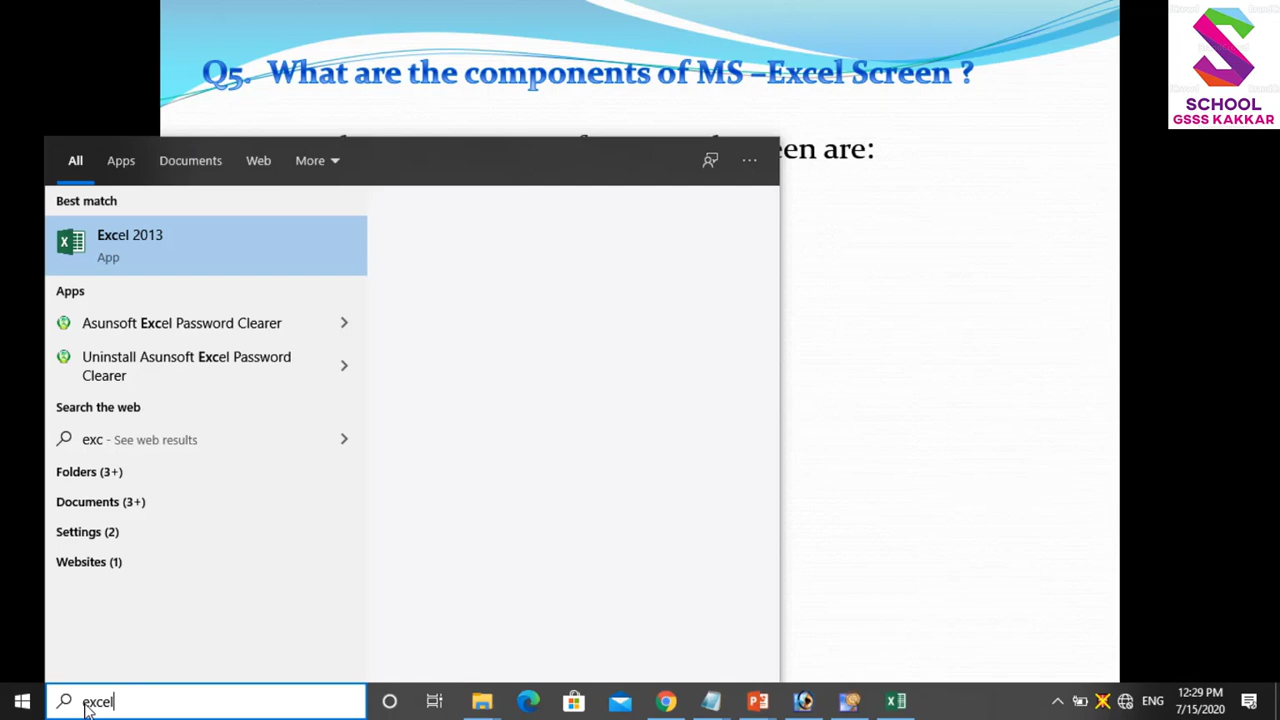 Q5. What are the components of MS –Excel Screen ?
SCHOOL
GSSS KAKKAR
een are:
All Apps Documents Web More
Best match
Excel 2013
App
Apps
Asunsoft Excel Password Clearer
Uninstall Asunsoft Excel Password
Clearer
Search the web
exc - See web results
Folders (3+)
Documents (3+)
Settings (2)
Websites (1)
excel
ENG
12:29 PM
7/15/2020